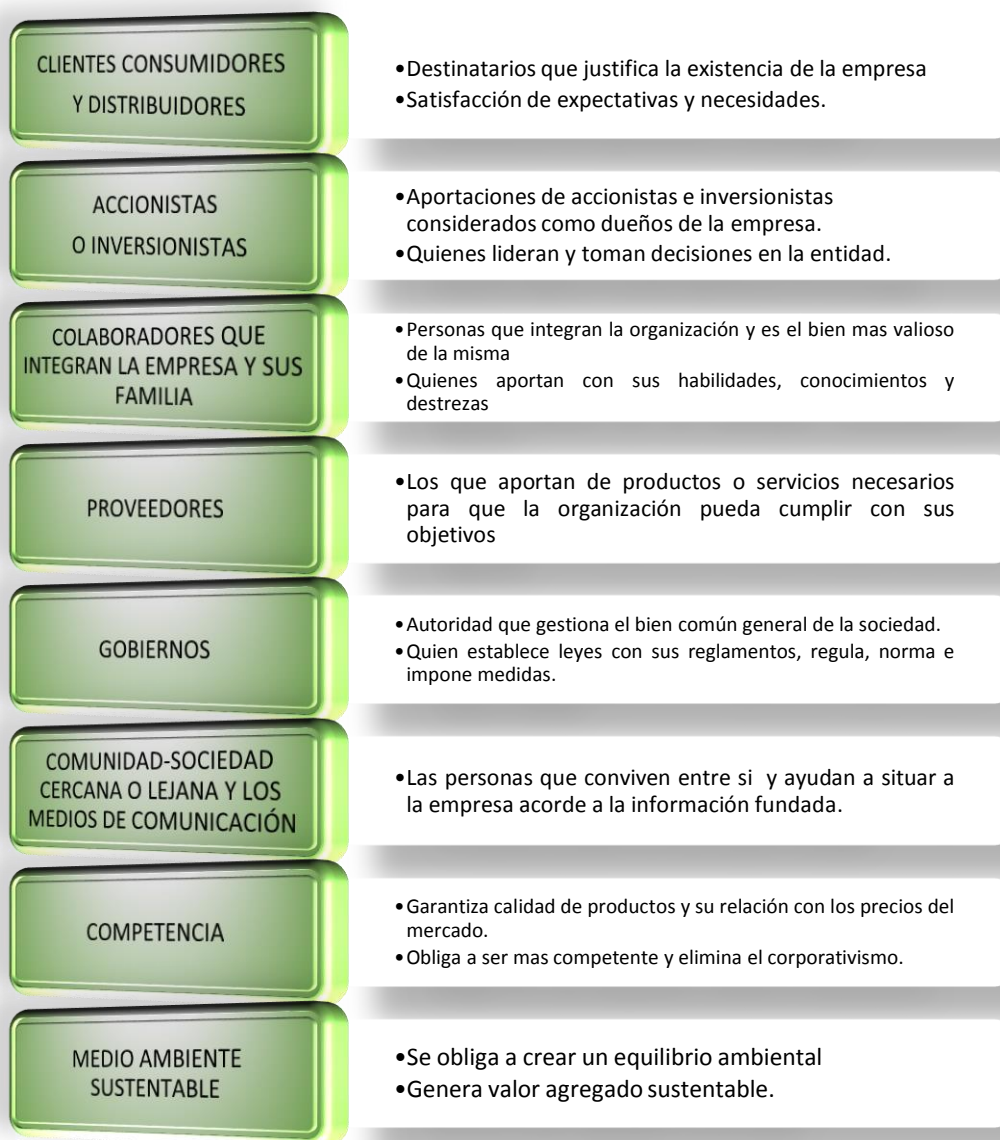 CLIENTES CONSUMIDORES
Y DISTRIBUIDORES
•Destinatarios que justifica la existencia de la empresa
•Satisfacción de expectativas y necesidades.
ACCIONISTAS
O INVERSIONISTAS
•Aportaciones de accionistas e inversionistas
considerados como dueños de la empresa.
•Quienes lideran y toman decisiones en la entidad.
COLABORADORES QUE
INTEGRAN LA EMPRESA Y SUS
FAMILIA
•Personas que integran la organización y es el bien mas valioso
de la misma
•Quienes aportan con sus habilidades, conocimientos y
destrezas
PROVEEDORES
•Los que aportan de productos o servicios necesarios
para que la organización pueda cumplir con sus
objetivos
GOBIERNOS
•Autoridad que gestiona el bien común general de la sociedad.
•Quien establece leyes con sus reglamentos, regula, norma e
impone medidas.
COMUNIDAD-SOCIEDAD
CERCANA O LEJANA Y LOS
MEDIOS DE COMUNICACIÓN
•Las personas que conviven entre si y ayudan a situar a
la empresa acorde a la información fundada.
COMPETENCIA
•Garantiza calidad de productos y su relación con los precios del
mercado.
•Obliga a ser mas competente y elimina el corporativismo.
MEDIO AMBIENTE
SUSTENTABLE
•Se obliga a crear un equilibrio ambiental
•Genera valor agregado sustentable.